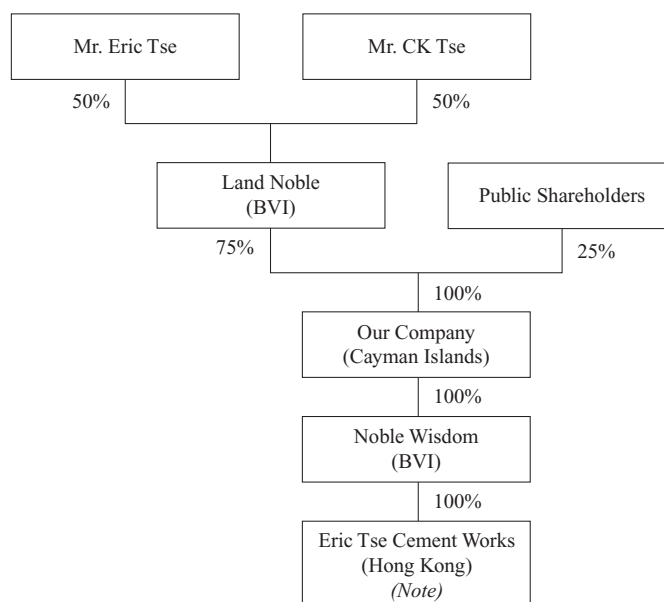 Mr. Eric Tse
Mr. CK Tse
50%
50%
Land Noble
(BVI)
Public Shareholders
75%
25%
100%
Our Company
(Cayman Islands)
100%
Noble Wisdom
(BVI)
100%
Eric Tse Cement Works
(Hong Kong)
(Note)